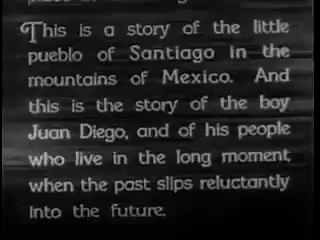 This is a story of the little
pueblo of Santiago in the
mountains of Mexico. And
this is the story of the boy
Juan Diego, and of his people
who live in the long moment
when the past slips reluctantly
into the future.